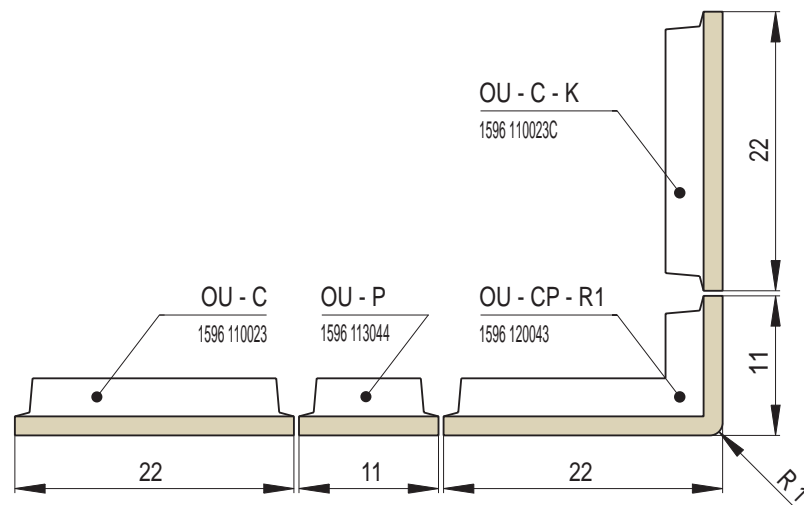 OU - C - K
1596 110023C
22
OU - C
1596 110023
OU - P
1596 113044
OU - CP - R1
1596 120043
11
22
11
22
R 1